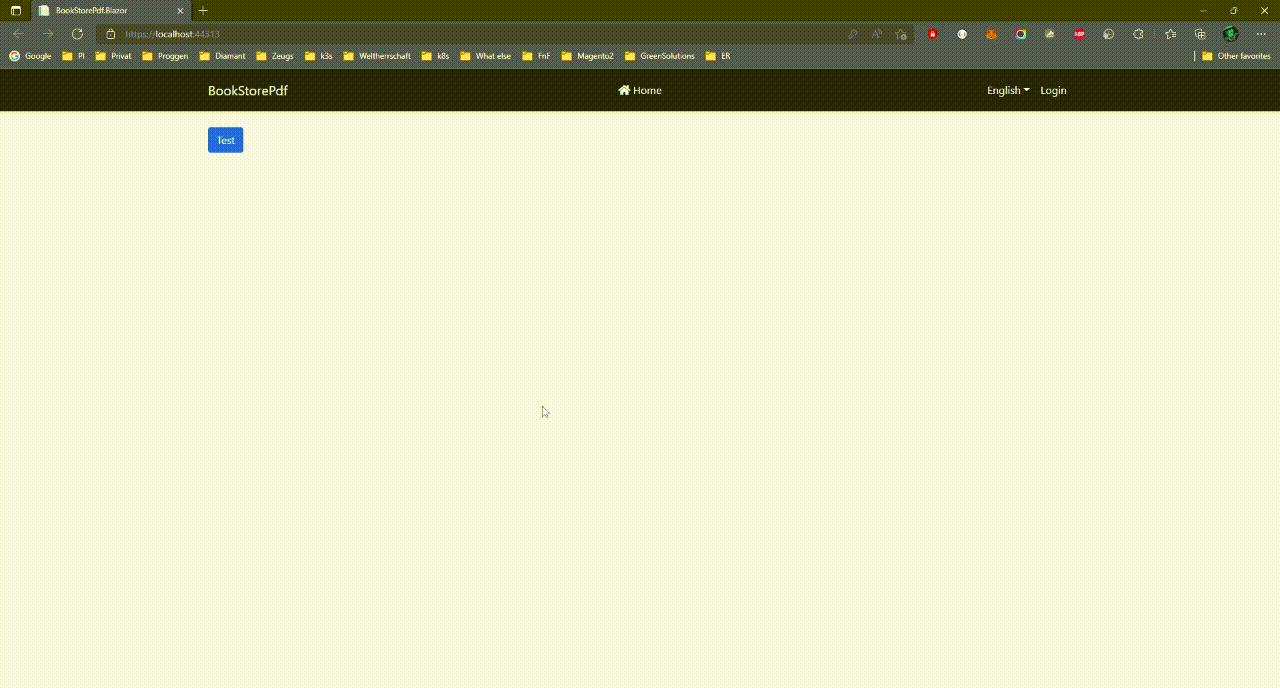 BookStorePdf.Blazor
https://localhost:44313
Google PI Privat Proggen Diamant Zeugs k3s Weltherrschaft k8s What else FnF Magento2 GreenSolutions ER Other favorites
BookStorePdf Home English Login
Test